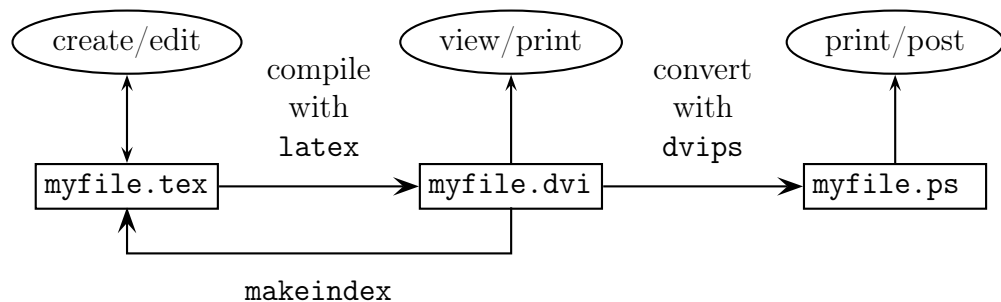 create/edit
view/print
print/post
compile
with
latex
convert
with
dvips
myfile.tex
myfile.dvi
myfile.ps
makeindex